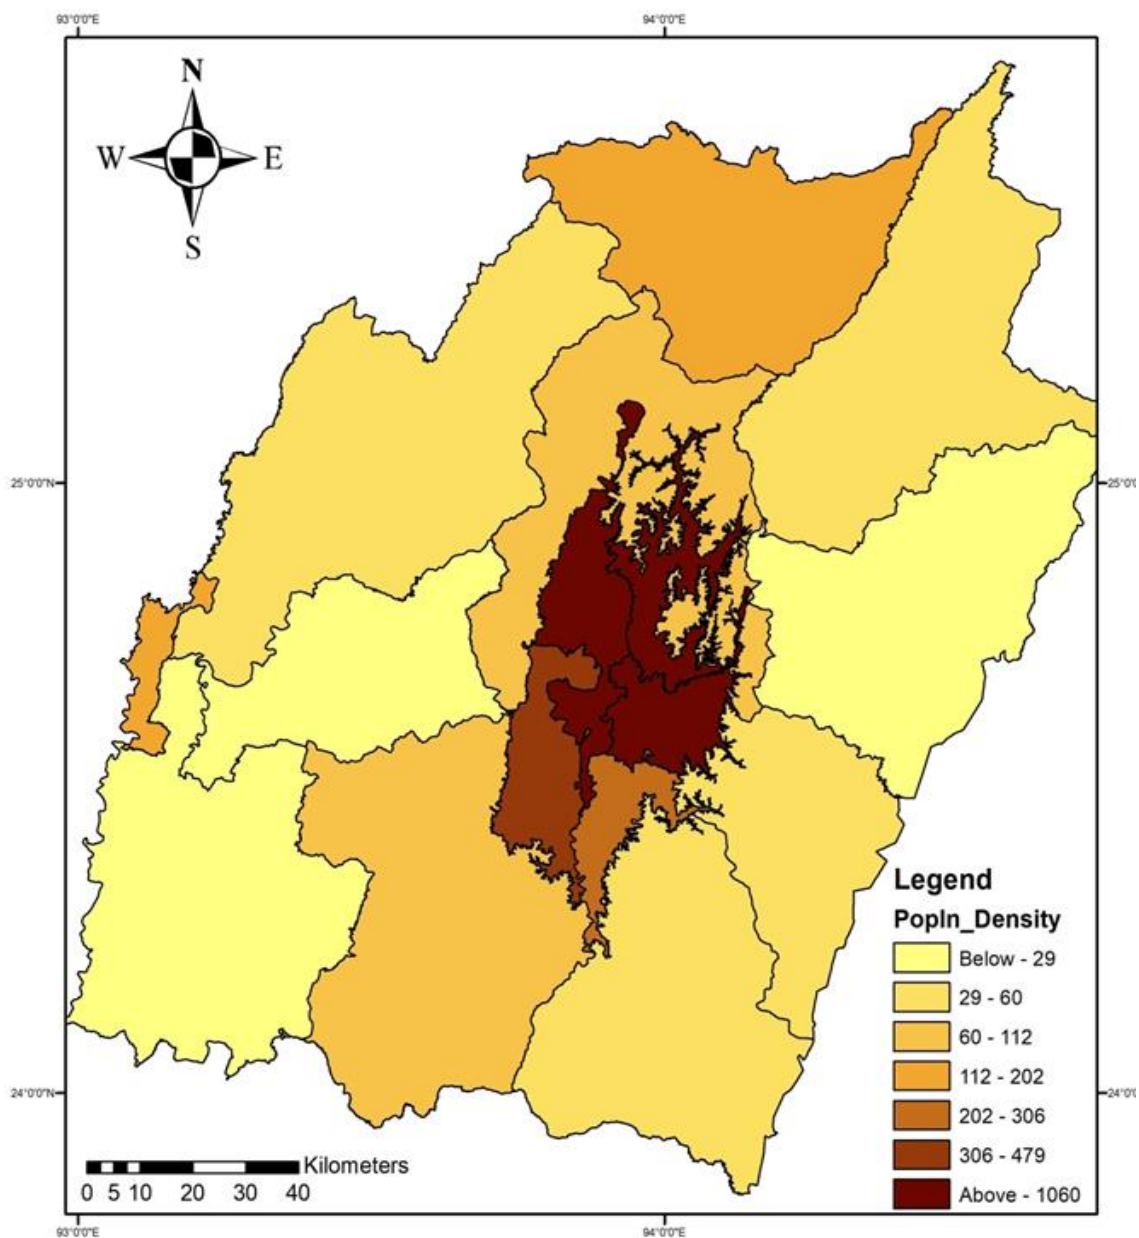 93°0'0"E 94°0'0"E
N
W E
S
25°0'0"N 25°0'0
24°0'0"N 24°0'0
Legend
Popln_Density
Below - 29
29 - 60
60 - 112
112 - 202
202 - 306
306 - 479
Above - 1060
Kilometers
0 5 10 20 30 40
93°0'0"E 94°0'0"E